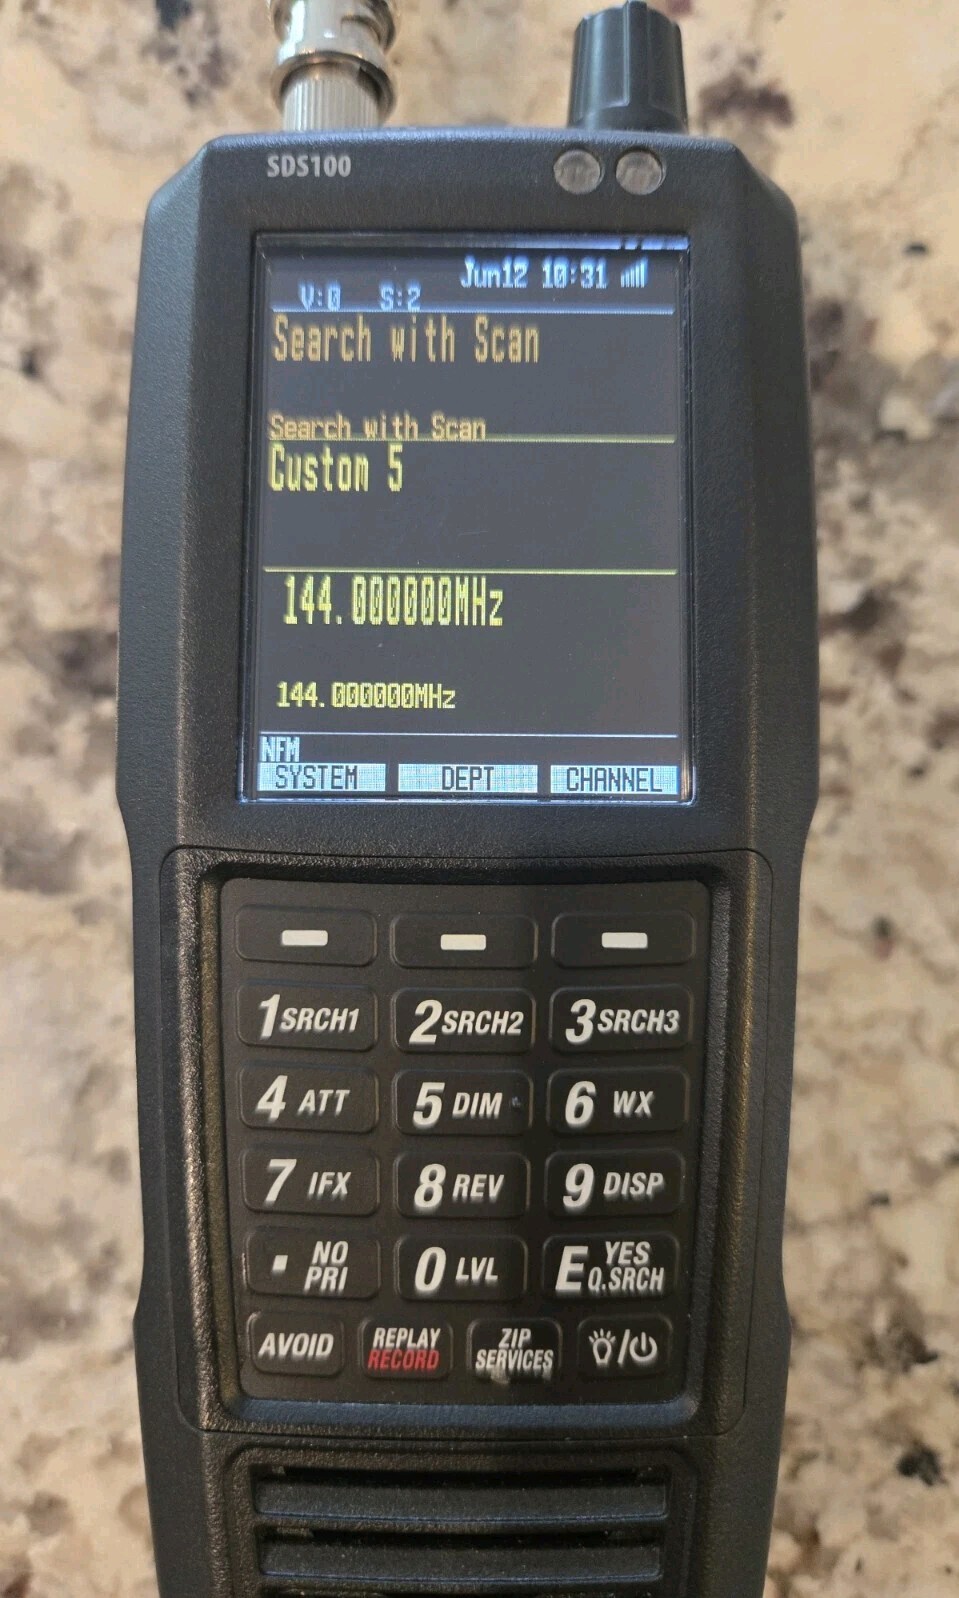 SDS100
Jun12 10:31
V:0 S:2
Search with Scan
Search with Scan
Custom 5
144.000000MHz
144.000000MHz
NFM
SYSTEM DEPT CHANNEL
1 SRCH1 2 SRCH2 3 SRCH3
4 ATT 5 DIM 6 WX
7 IFX 8 REV 9 DISP
. NO PRI 0 LVL E YES Q.SRCH
AVOID REPLAY RECORD ZIP SERVICES /